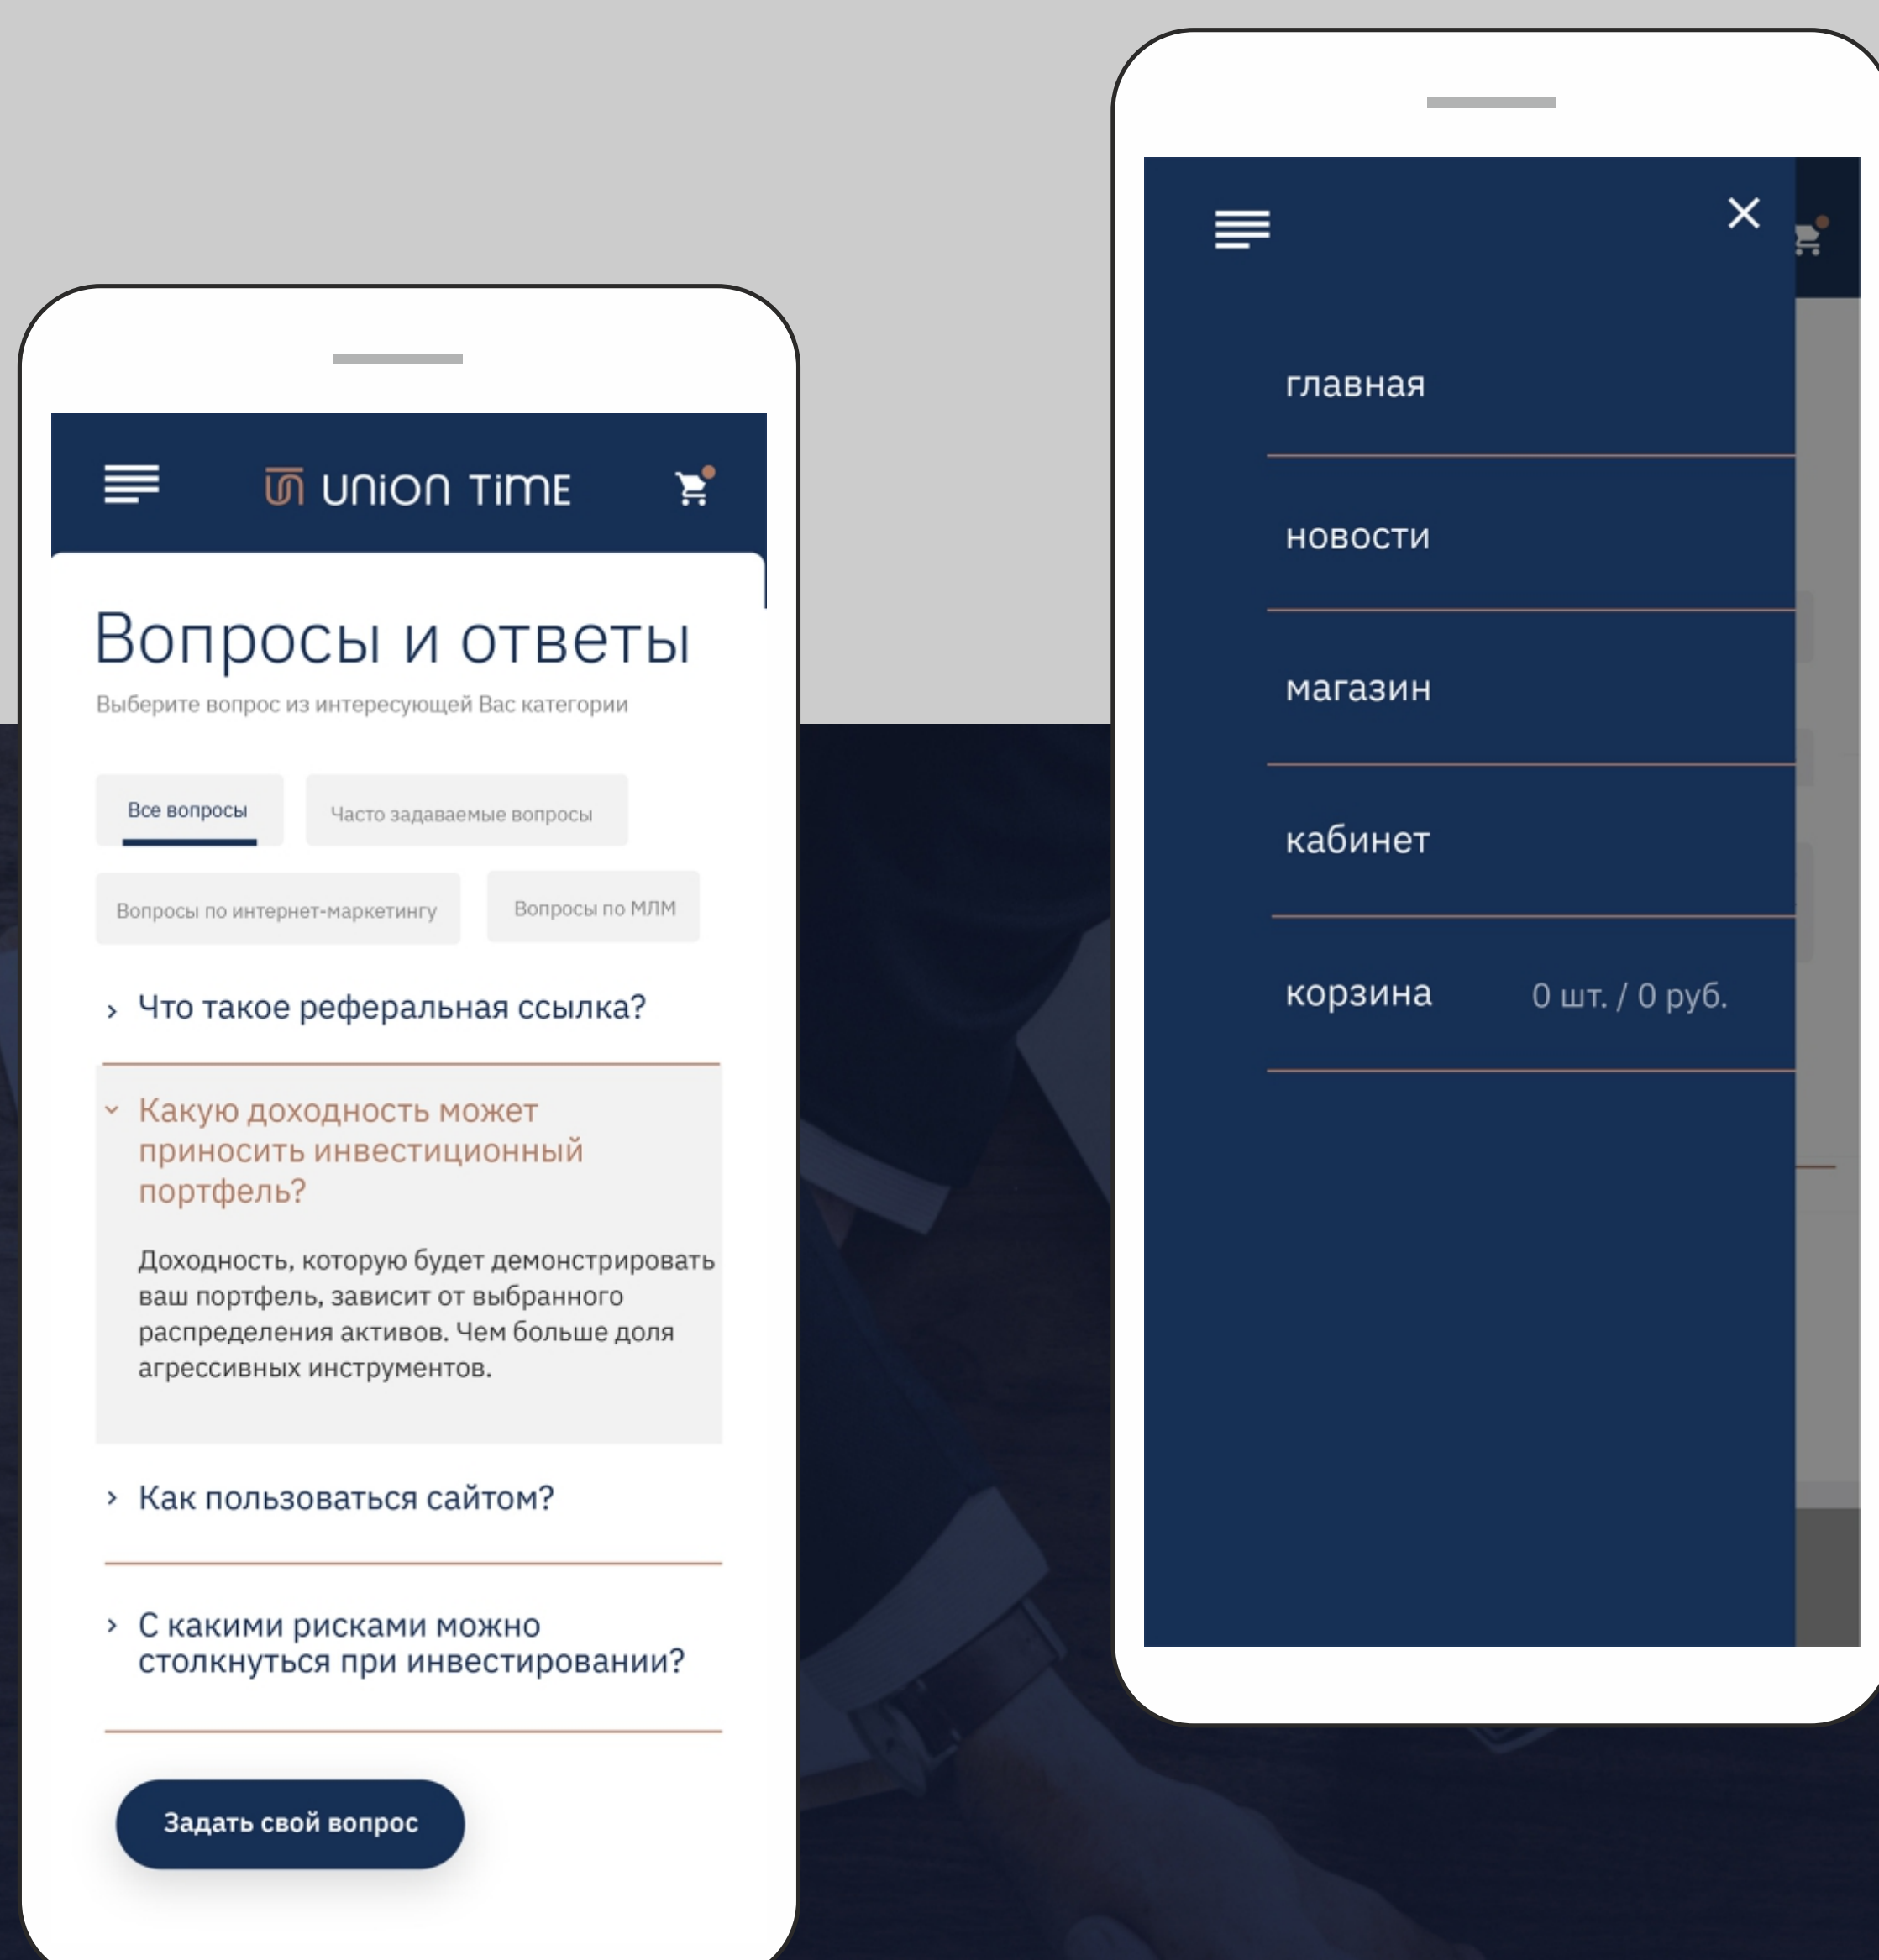 UNION TIME
Вопросы и ответы
Выберите вопрос из интересующей Вас категории
Все вопросы
Часто задаваемые вопросы
Вопросы по интернет-маркетингу
Вопросы по МЛМ
Что такое реферальная ссылка?
Какую доходность может
приносить инвестиционный
портфель?
Доходность, которую будет демонстрировать
ваш портфель, зависит от выбранного
распределения активов. Чем больше доля
агрессивных инструментов.
Как пользоваться сайтом?
С какими рисками можно
столкнуться при инвестировании?
Задать свой вопрос
главная
новости
магазин
кабинет
корзина 0 шт. / 0 руб.